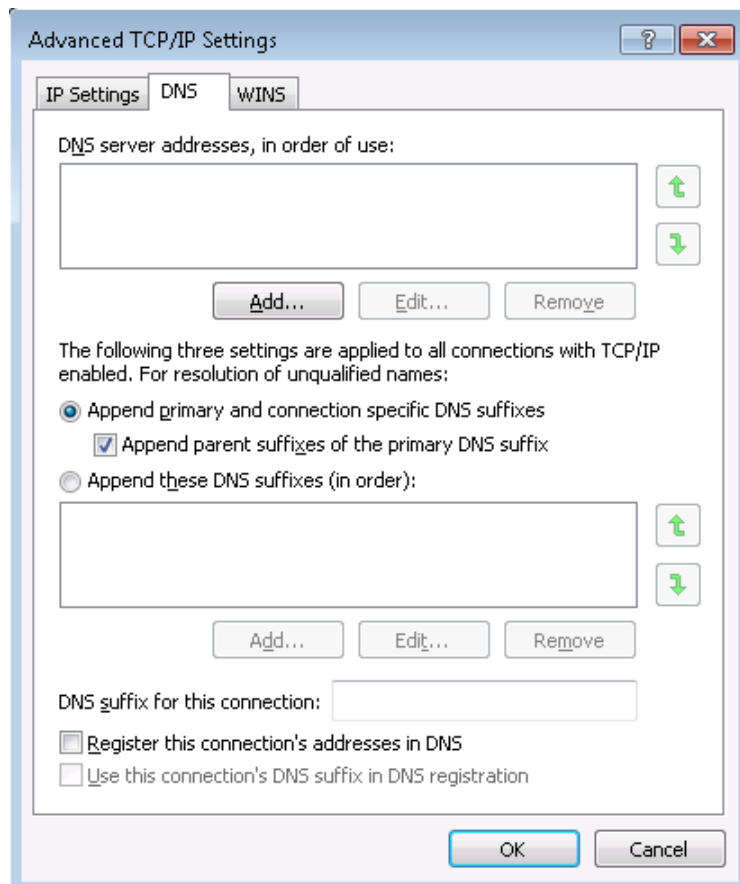 Advanced TCP/IP Settings
IP Settings DNS WINS
DNS server addresses, in order of use:
Add... Edit... Remove
The following three settings are applied to all connections with TCP/IP
enabled. For resolution of unqualified names:
Append primary and connection specific DNS suffixes
Append parent suffixes of the primary DNS suffix
Append these DNS suffixes (in order):
Add... Edit... Remove
DNS suffix for this connection:
Register this connection's addresses in DNS
Use this connection's DNS suffix in DNS registration
OK Cancel